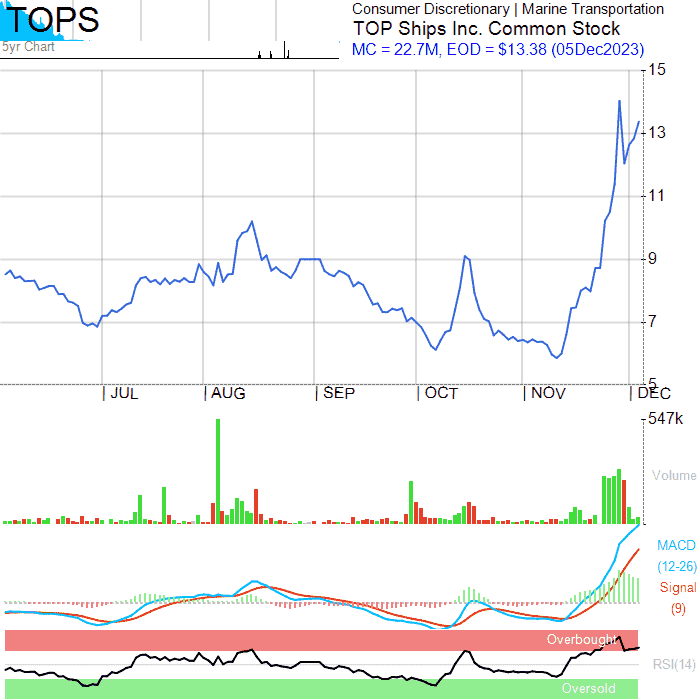 TOPS
Consumer Discretionary | Marine Transportation
TOP Ships Inc. Common Stock
MC = 22.7M, EOD = $13.38 (05Dec2023)
5yr Chart
15
13
11
9
7
5
JUL AUG SEP OCT NOV DEC
547k
Volume
MACD
(12-26)
Signal
(9)
Overbought
RSI(14)
Oversold